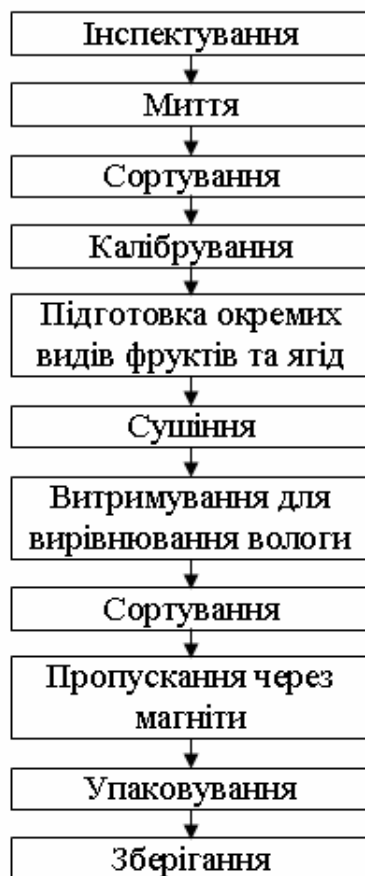 Інспектування
Миття
Сортування
Калібрування
Підготовка окремих
видів фруктів та ягід
Сушіння
Витримування для
вирівнювання вологи
Сортування
Пропускання через
магніти
Упаковування
Зберігання